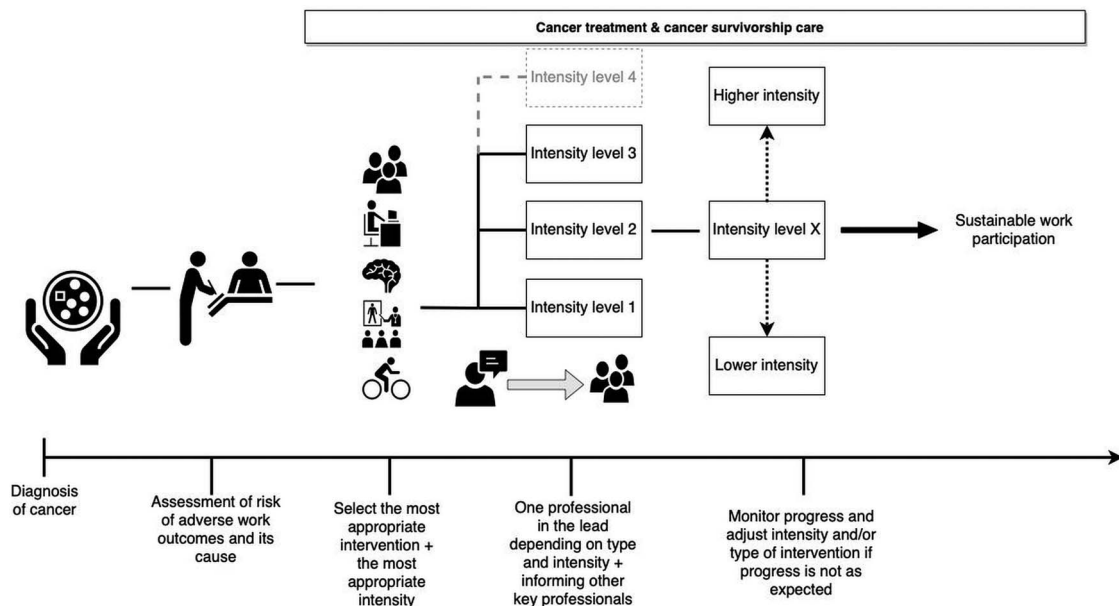 Cancer treatment & cancer survivorship care
Intensity level 4
Higher intensity
Intensity level 3
Intensity level 2
Intensity level X
Sustainable work
participation
Intensity level 1
Lower intensity
Diagnosis
of cancer
Assessment of risk
of adverse work
outcomes and its
cause
Select the most
appropriate
intervention +
the most
appropriate
intensity
One professional
in the lead
depending on type
and intensity +
informing other
key professionals
Monitor progress and
adjust intensity and/or
type of intervention if
progress is not as
expected